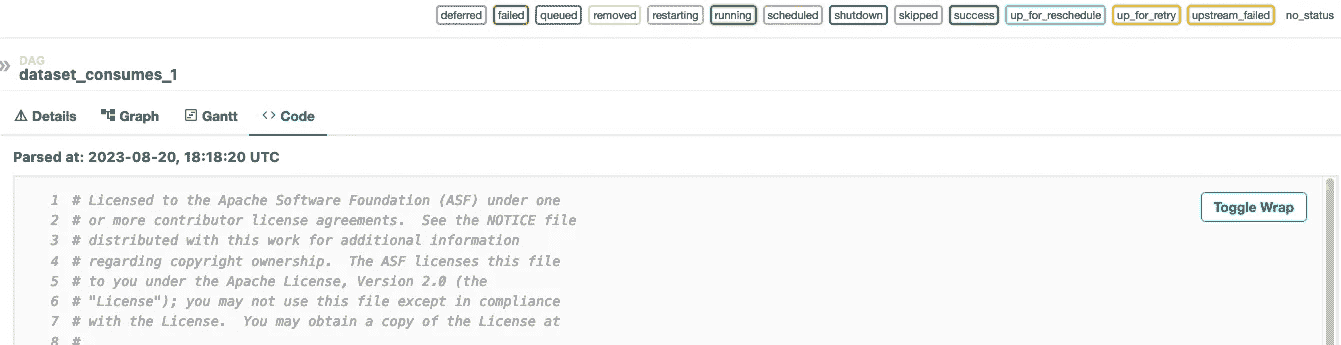 deferred failed queued removed restarting running scheduled shutdown skipped success up_for_reschedule up_for_retry upstream_failed no_status
DAG
dataset_consumes_1
Details Graph Gantt <> Code
Parsed at: 2023-08-20, 18:18:20 UTC
1 # Licensed to the Apache Software Foundation (ASF) under one
2 # or more contributor license agreements.  See the NOTICE file
3 # distributed with this work for additional information
4 # regarding copyright ownership.  The ASF licenses this file
5 # to you under the Apache License, Version 2.0 (the
6 # "License"); you may not use this file except in compliance
7 # with the License.  You may obtain a copy of the License at
8 #
Toggle Wrap